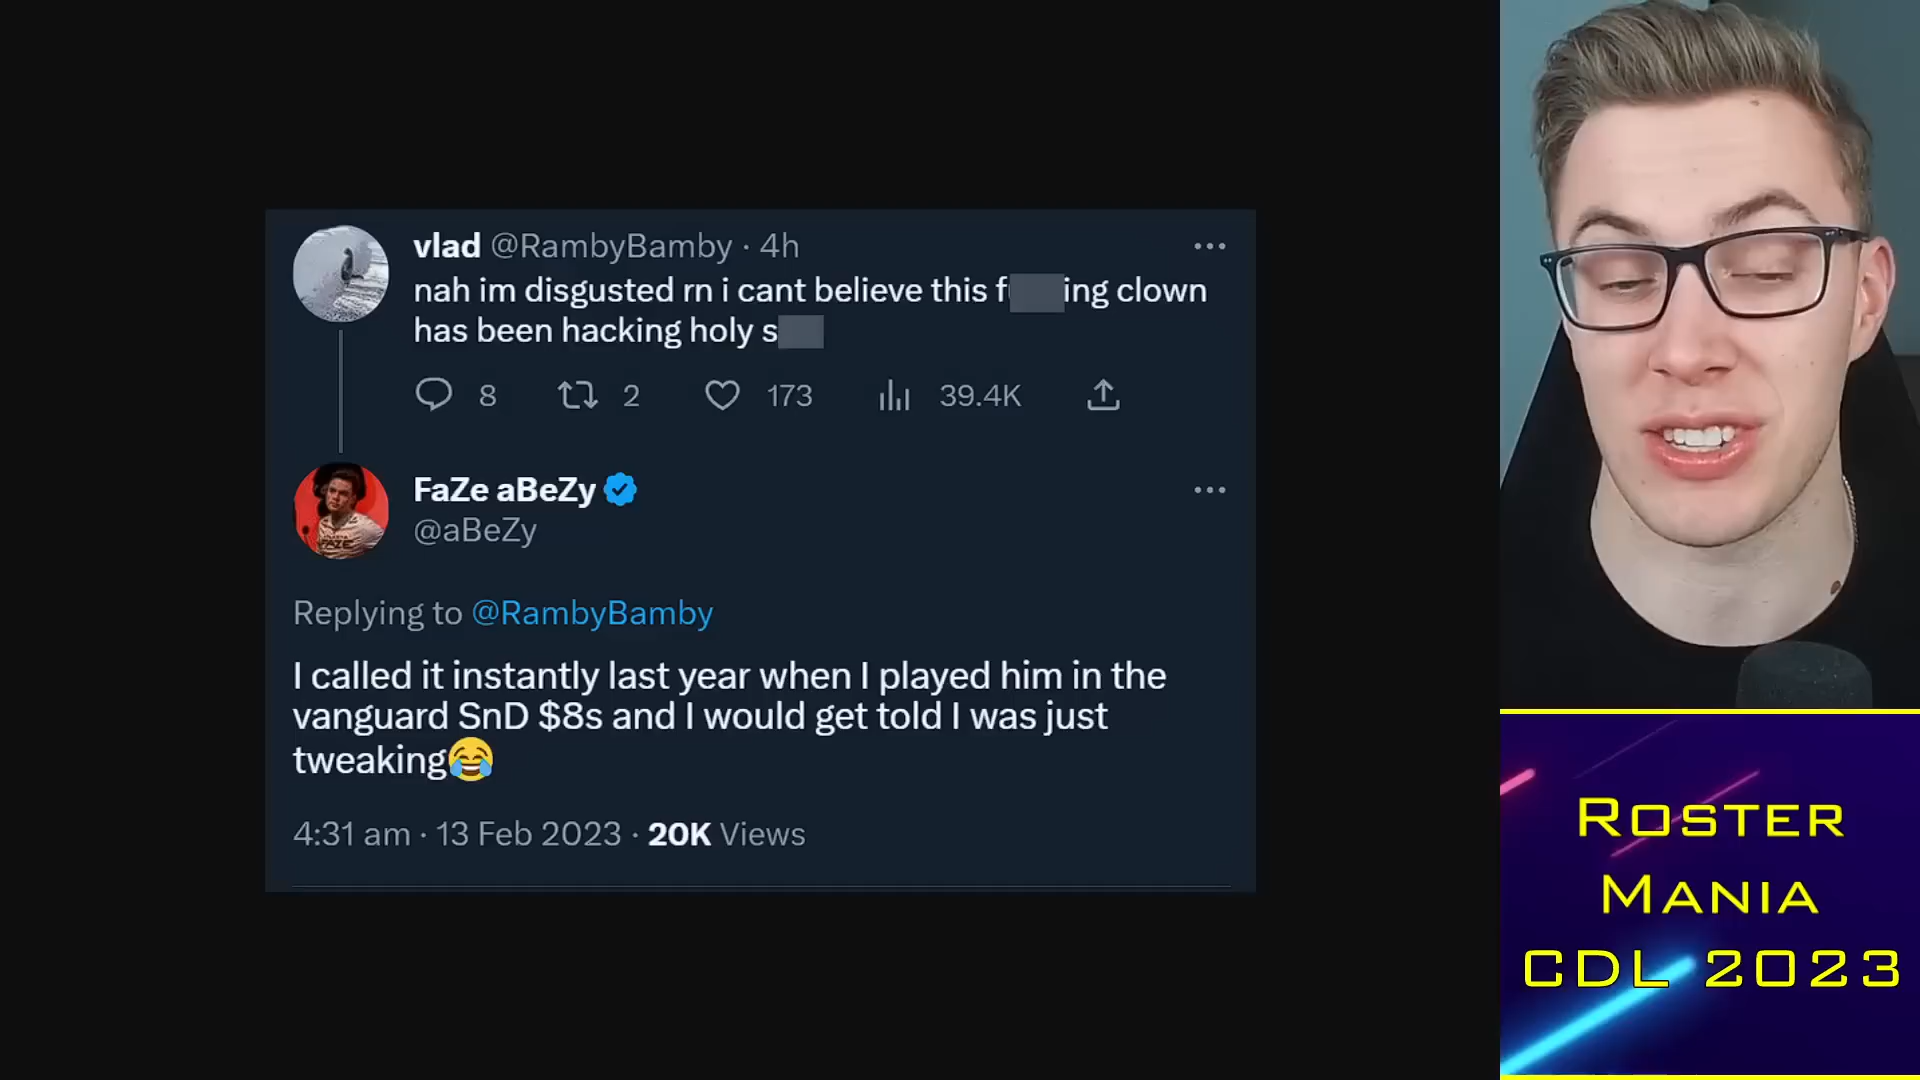 vlad @RambyBamby · 4h
nah im disgusted rn i cant believe this f ing clown
has been hacking holy s
8 2 173 39.4K
FaZe aBeZy
@aBeZy
Replying to @RambyBamby
I called it instantly last year when I played him in the
vanguard SnD $8s and I would get told I was just
tweaking😂
4:31 am · 13 Feb 2023 · 20K Views
ROSTER
MANIA
CDL 2023